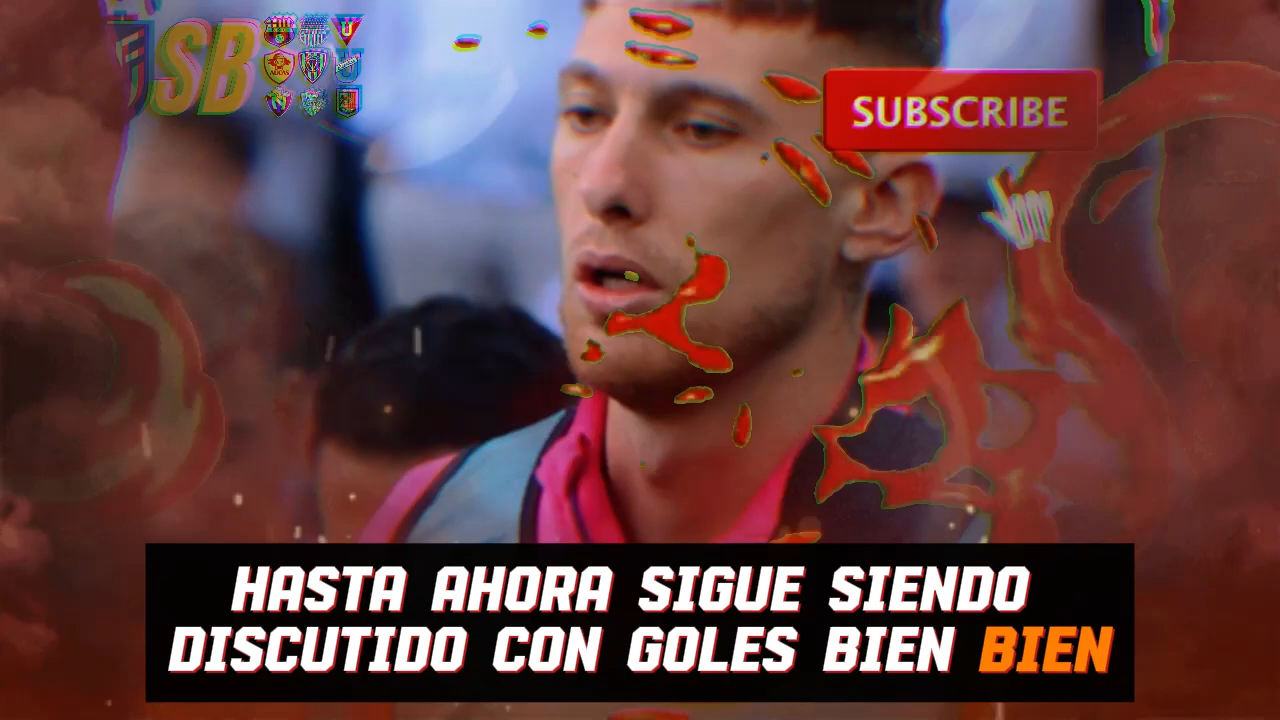 SB
SUBSCRIBE
HASTA AHORA SIGUE SIENDO
DISCUTIDO CON GOLES BIEN BIEN